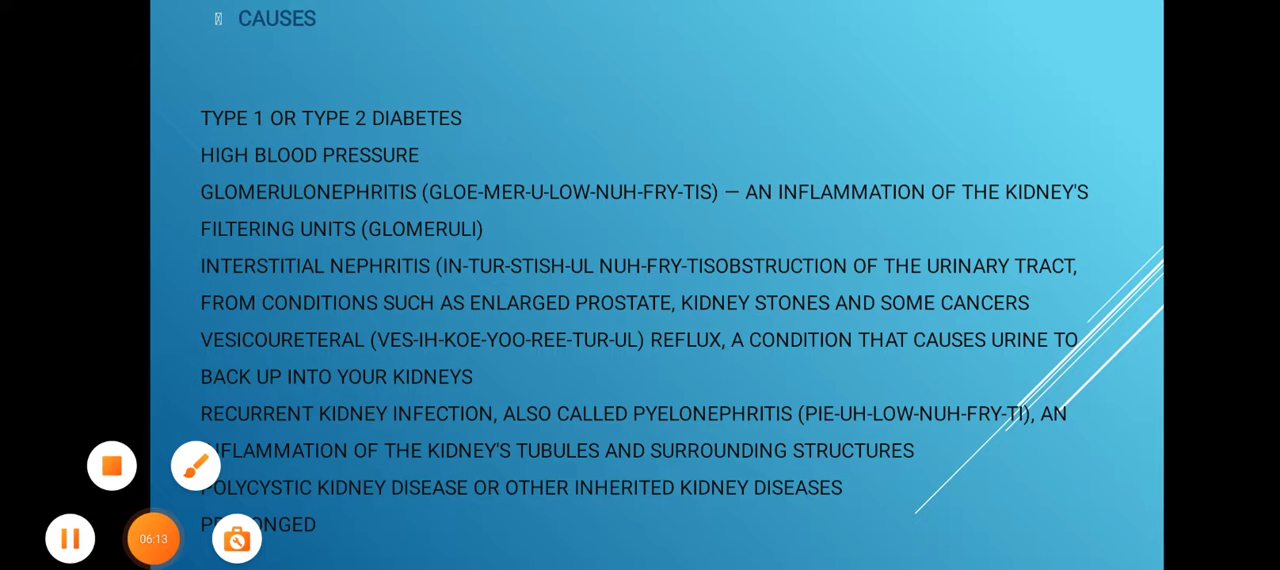 CAUSES
TYPE 1 OR TYPE 2 DIABETES
HIGH BLOOD PRESSURE
GLOMERULONEPHRITIS (GLOE-MER-U-LOW-NUH-FRY-TIS) — AN INFLAMMATION OF THE KIDNEY'S
FILTERING UNITS (GLOMERULI)
INTERSTITIAL NEPHRITIS (IN-TUR-STISH-UL NUH-FRY-TISOBSTRUCTION OF THE URINARY TRACT,
FROM CONDITIONS SUCH AS ENLARGED PROSTATE, KIDNEY STONES AND SOME CANCERS
VESICOURETERAL (VES-IH-KOE-YOO-REE-TUR-UL) REFLUX, A CONDITION THAT CAUSES URINE TO
BACK UP INTO YOUR KIDNEYS
RECURRENT KIDNEY INFECTION, ALSO CALLED PYELONEPHRITIS (PIE-UH-LOW-NUH-FRY-TI), AN
INFLAMMATION OF THE KIDNEY'S TUBULES AND SURROUNDING STRUCTURES
POLYCYSTIC KIDNEY DISEASE OR OTHER INHERITED KIDNEY DISEASES
PROLONGED
06:13